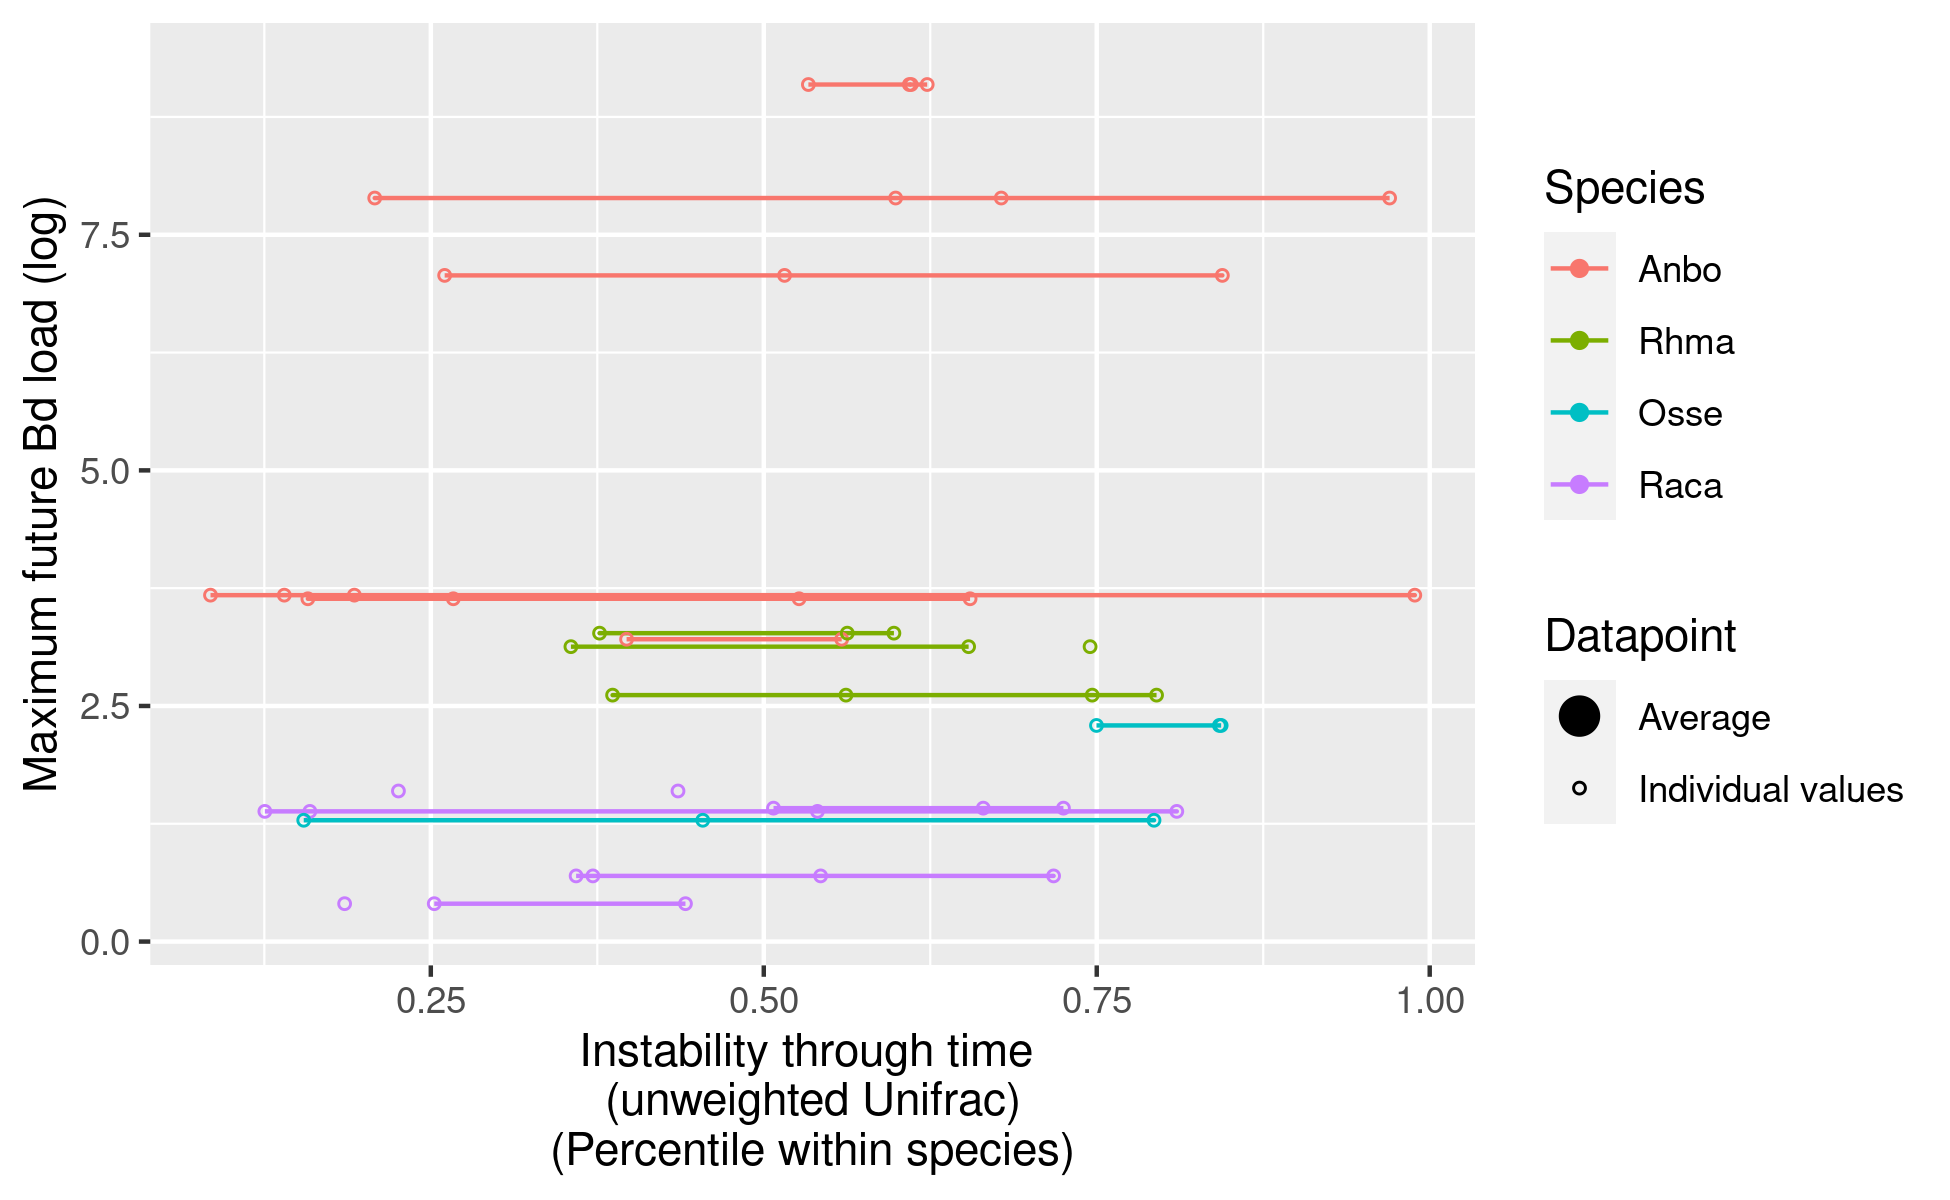 Maximum future Bd load (log)
7.5
5.0
2.5
0.0
0.25
0.50
0.75
1.00
Instability through time
(unweighted Unifrac)
(Percentile within species)
Species
Anbo
Rhma
Osse
Raca
Datapoint
Average
Individual values